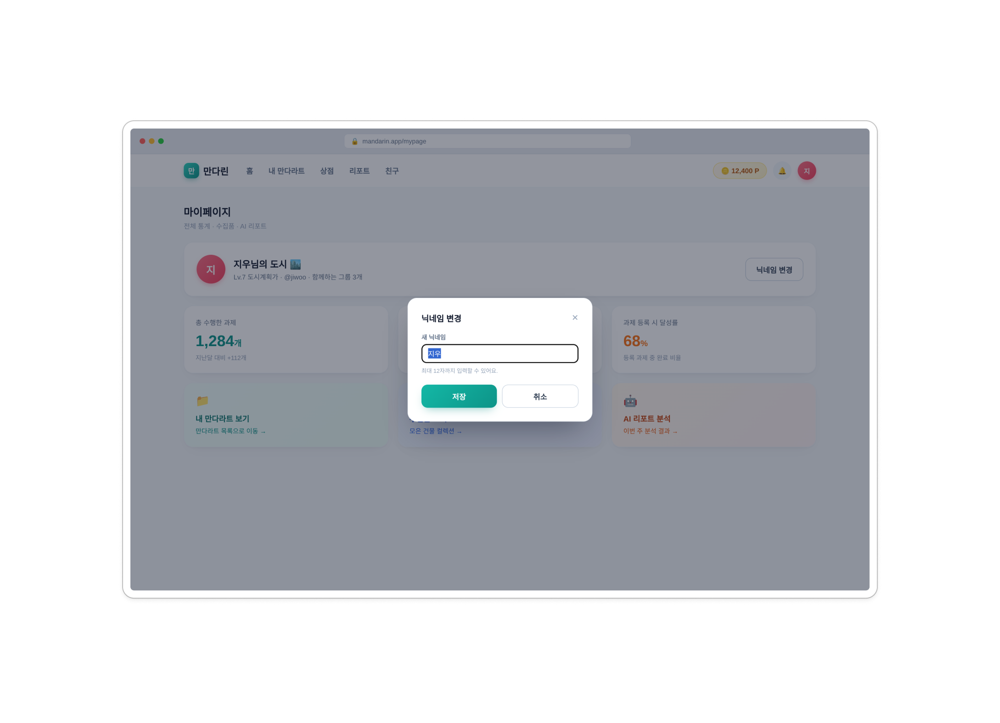 mandarin.app/mypage
만 만다린 홈 내 만다라트 상점 리포트 친구 12,400 P 지
마이페이지
전체 통계 · 수집품 · AI 리포트
지
지우님의 도시
Lv.7 도시계획가 · @jiwoo · 함께하는 그룹 3개
닉네임 변경
총 수행한 과제
1,284개
지난달 대비 +112개
과제 등록 시 달성률
68%
등록 과제 중 완료 비율
닉네임 변경 ×
새 닉네임
지우
최대 12자까지 입력할 수 있어요.
저장 취소
내 만다라트 보기
만다라트 목록으로 이동 →
모은 건물 컬렉션 →
AI 리포트 분석
이번 주 분석 결과 →